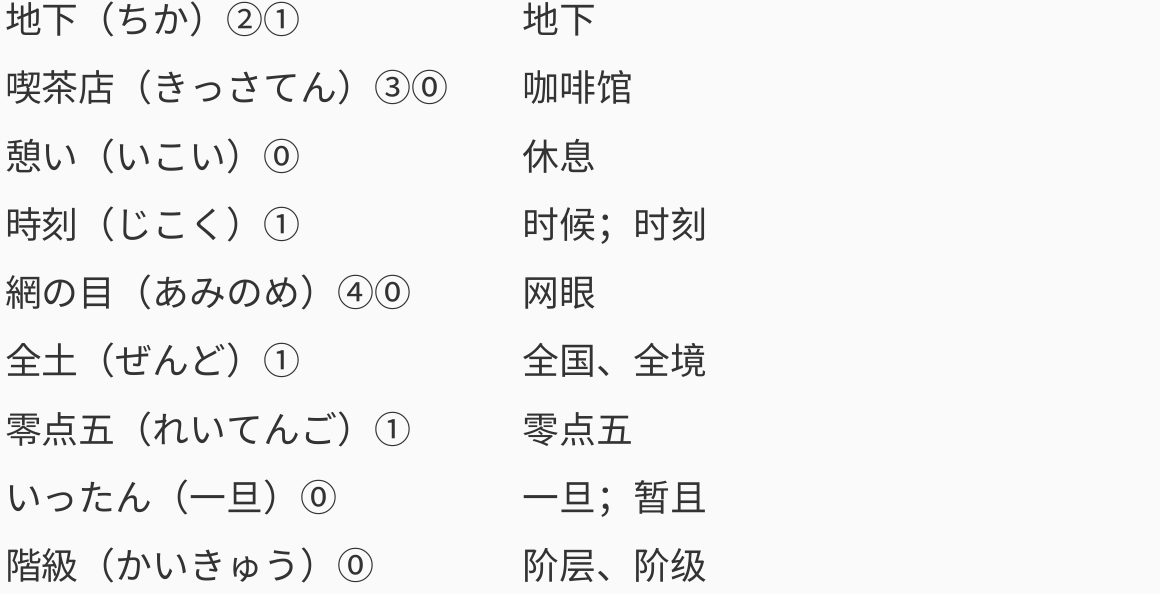 地下（ちか）②① 地下
喫茶店（きっさてん）③⓪ 咖啡馆
憩い（いこい）⓪ 休息
時刻（じこく）① 时候；时刻
網の目（あみのめ）④⓪ 网眼
全土（ぜんど）① 全国、全境
零点五（れいてんご）① 零点五
いったん（一旦）⓪ 一旦；暂且
階級（かいきゅう）⓪ 阶层、阶级